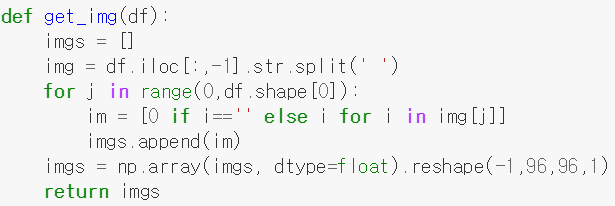 def get_img(df):
    imgs = []
    img = df.iloc[:,-1].str.split(' ')
    for j in range(0,df.shape[0]):
        im = [0 if i=='' else i for i in img[j]]
        imgs.append(im)
    imgs = np.array(imgs, dtype=float).reshape(-1,96,96,1)
    return imgs